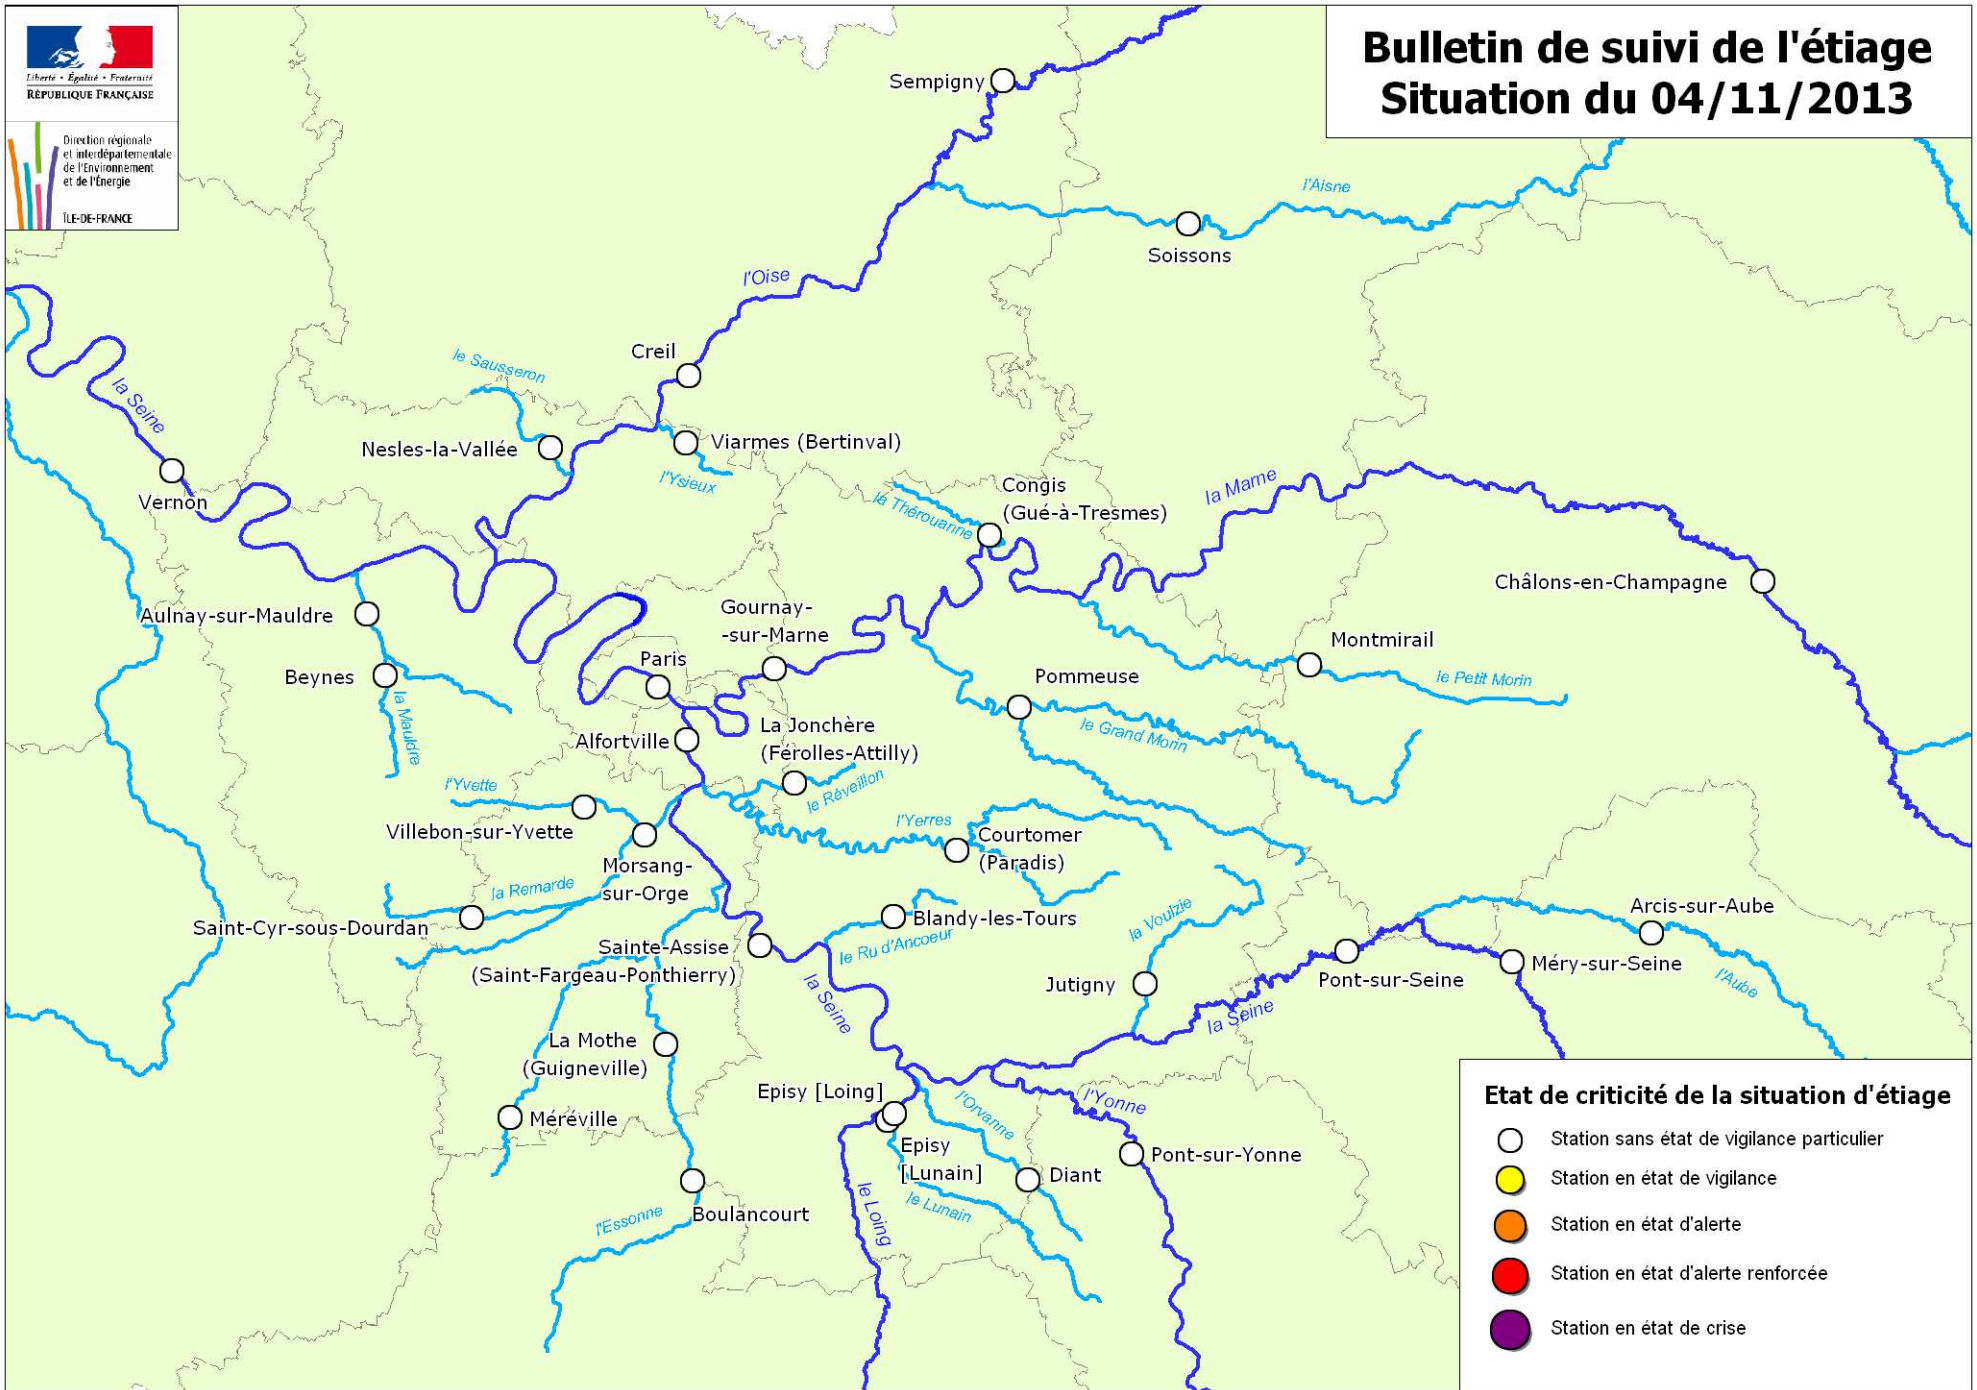 Liberté • Égalité • Fraternité
RÉPUBLIQUE FRANÇAISE
Direction régionale
et interdépartementale
de l'Environnement
et de l'Énergie
ÎLE-DE-FRANCE
Bulletin de suivi de l'étiage
Situation du 04/11/2013
Sempigny
l'Aisne
Soissons
l'Oise
Creil
le Sausseron
la Seine
Nesles-la-Vallée
Viarmes (Bertinval)
l'Ysieux
Vernon
Congis
(Gué-à-Tresmes)
la Thérouanne
la Marne
Châlons-en-Champagne
Aulnay-sur-Mauldre
Gournay-
-sur-Marne
Montmirail
le Petit Morin
Beynes
la Mauldre
Paris
Pommeuse
le Grand Morin
Alfortville
La Jonchère
(Férolles-Attilly)
le Réveillon
l'Yvette
Villebon-sur-Yvette
l'Yerres
Courtomer
(Paradis)
Morsang-
sur-Orge
la Remarde
Saint-Cyr-sous-Dourdan
Blandy-les-Tours
le Ru d'Ancoeur
la Voulzie
Arcis-sur-Aube
l'Aube
Sainte-Assise
(Saint-Fargeau-Ponthierry)
la Seine
Jutigny
Pont-sur-Seine
Méry-sur-Seine
la Seine
La Mothe
(Guigneville)
Méréville
Episy [Loing]
Episy
[Lunain]
l'Orvanne
l'Yonne
Diant
Pont-sur-Yonne
le Lunain
le Loing
Boulancourt
l'Essonne
Etat de criticité de la situation d'étiage
Station sans état de vigilance particulier
Station en état de vigilance
Station en état d'alerte
Station en état d'alerte renforcée
Station en état de crise